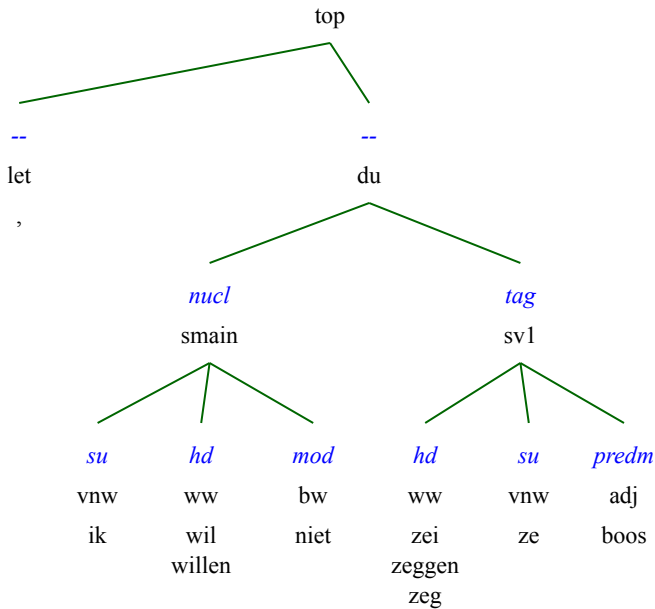 top
-- --
let du
,
nucl tag
smain sv1
su hd mod hd su predm
vnw ww bw ww vnw adj
ik wil niet zei ze boos
willen zeggen
zeg